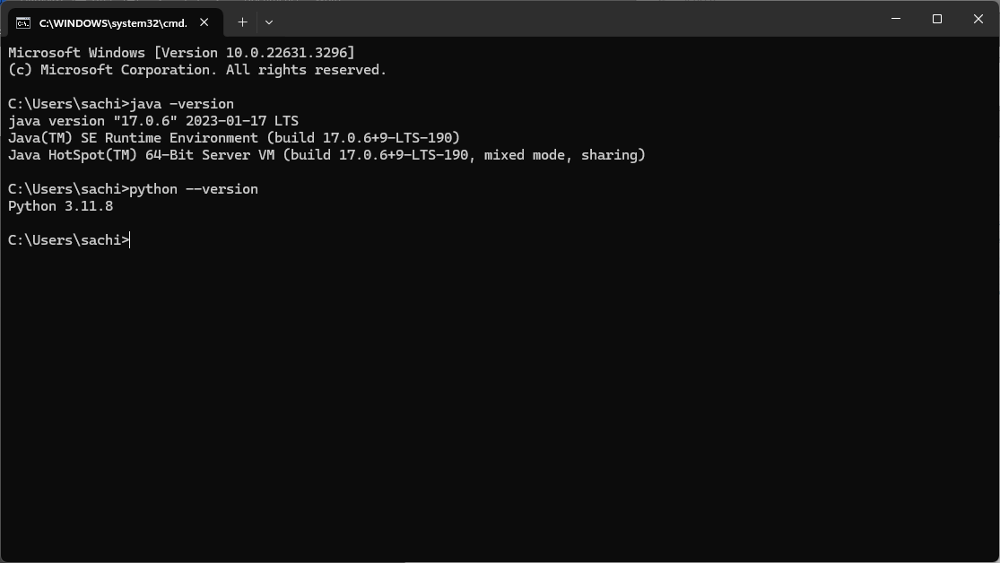 C:\WINDOWS\system32\cmd.
Microsoft Windows [Version 10.0.22631.3296]
(c) Microsoft Corporation. All rights reserved.
C:\Users\sachi>java -version
java version "17.0.6" 2023-01-17 LTS
Java(TM) SE Runtime Environment (build 17.0.6+9-LTS-190)
Java HotSpot(TM) 64-Bit Server VM (build 17.0.6+9-LTS-190, mixed mode, sharing)
C:\Users\sachi>python --version
Python 3.11.8
C:\Users\sachi>